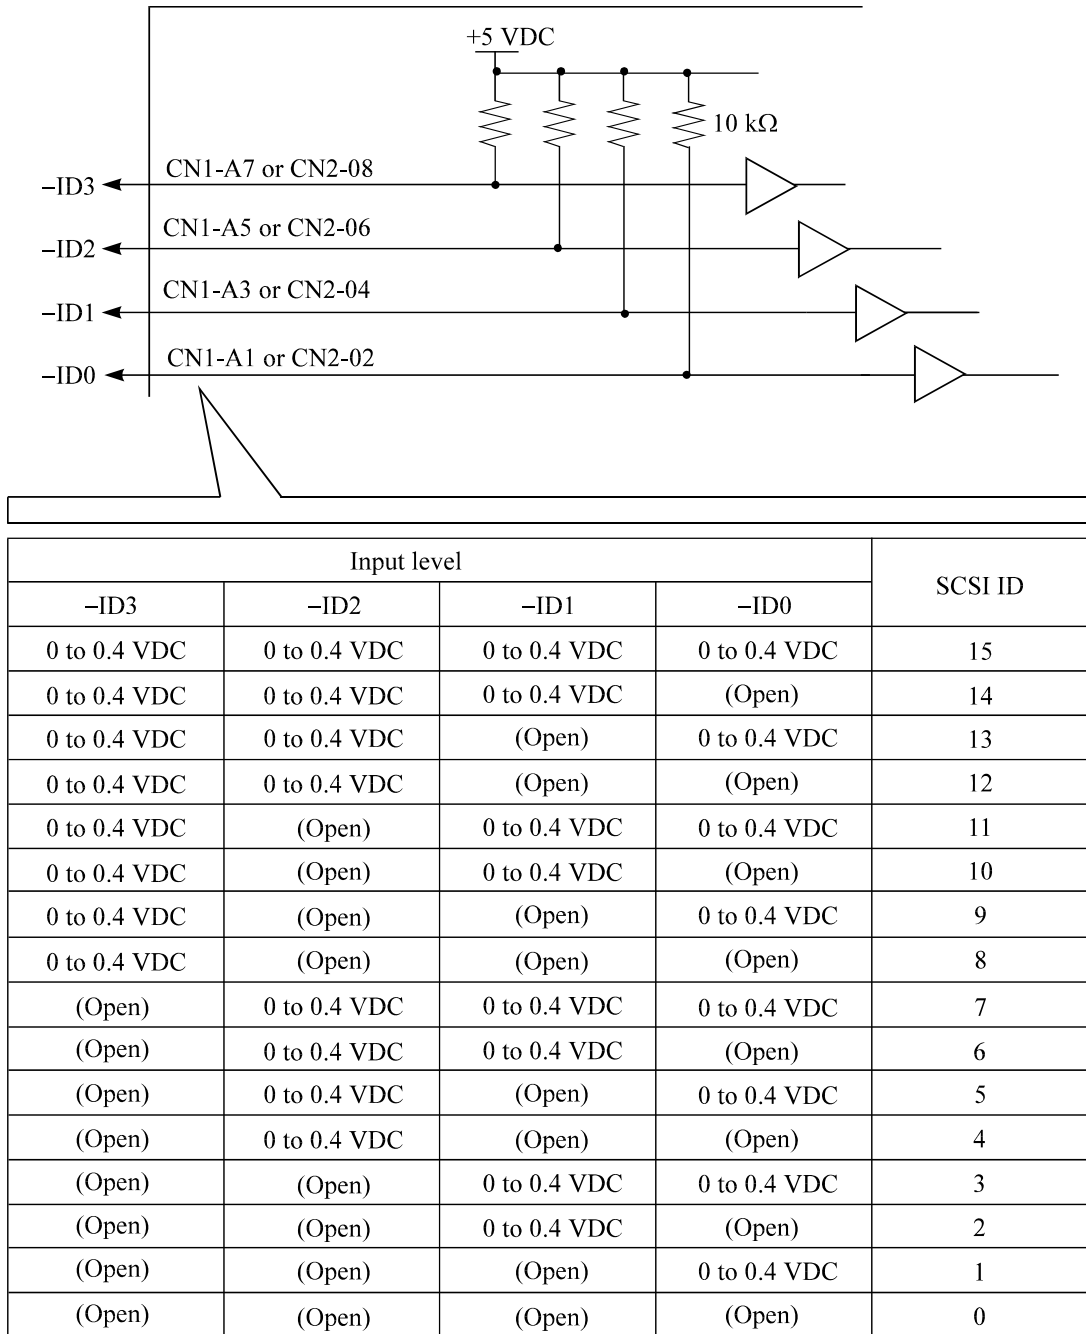 +5 VDC
10 kΩ
–ID3 CN1-A7 or CN2-08
–ID2 CN1-A5 or CN2-06
–ID1 CN1-A3 or CN2-04
–ID0 CN1-A1 or CN2-02
Input level SCSI ID
–ID3 –ID2 –ID1 –ID0
0 to 0.4 VDC 0 to 0.4 VDC 0 to 0.4 VDC 0 to 0.4 VDC 15
0 to 0.4 VDC 0 to 0.4 VDC 0 to 0.4 VDC (Open) 14
0 to 0.4 VDC 0 to 0.4 VDC (Open) 0 to 0.4 VDC 13
0 to 0.4 VDC 0 to 0.4 VDC (Open) (Open) 12
0 to 0.4 VDC (Open) 0 to 0.4 VDC 0 to 0.4 VDC 11
0 to 0.4 VDC (Open) 0 to 0.4 VDC (Open) 10
0 to 0.4 VDC (Open) (Open) 0 to 0.4 VDC 9
0 to 0.4 VDC (Open) (Open) (Open) 8
(Open) 0 to 0.4 VDC 0 to 0.4 VDC 0 to 0.4 VDC 7
(Open) 0 to 0.4 VDC 0 to 0.4 VDC (Open) 6
(Open) 0 to 0.4 VDC (Open) 0 to 0.4 VDC 5
(Open) 0 to 0.4 VDC (Open) (Open) 4
(Open) (Open) 0 to 0.4 VDC 0 to 0.4 VDC 3
(Open) (Open) 0 to 0.4 VDC (Open) 2
(Open) (Open) (Open) 0 to 0.4 VDC 1
(Open) (Open) (Open) (Open) 0